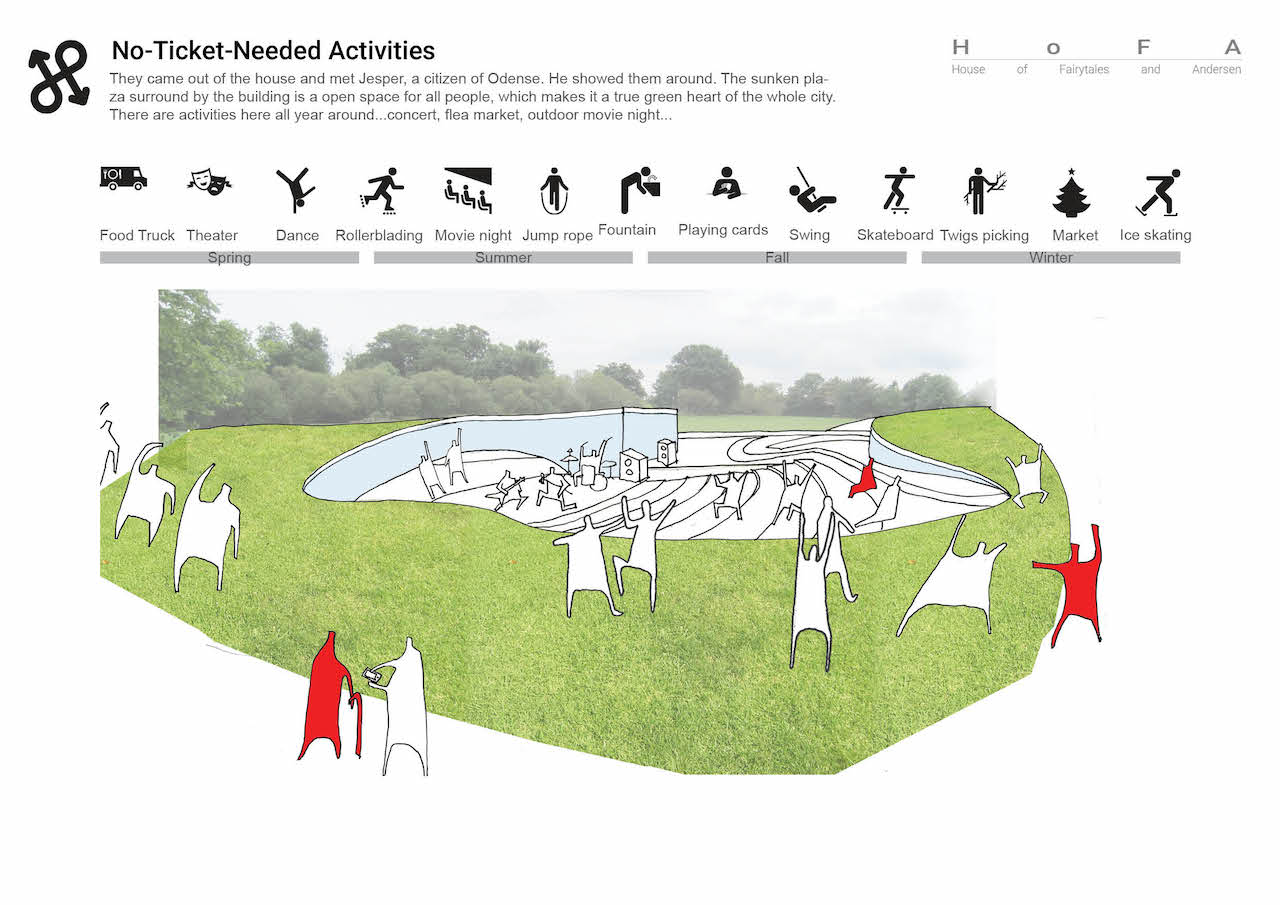 No-Ticket-Needed Activities
They came out of the house and met Jesper, a citizen of Odense. He showed them around. The sunken pla-
za surround by the building is a open space for all people, which makes it a true green heart of the whole city.
There are activities here all year around...concert, flea market, outdoor movie night...
H o F A
House of Fairytales and Andersen
Food Truck Theater Dance Rollerblading Movie night Jump rope Fountain Playing cards Swing Skateboard Twigs picking Market Ice skating
Spring Summer Fall Winter